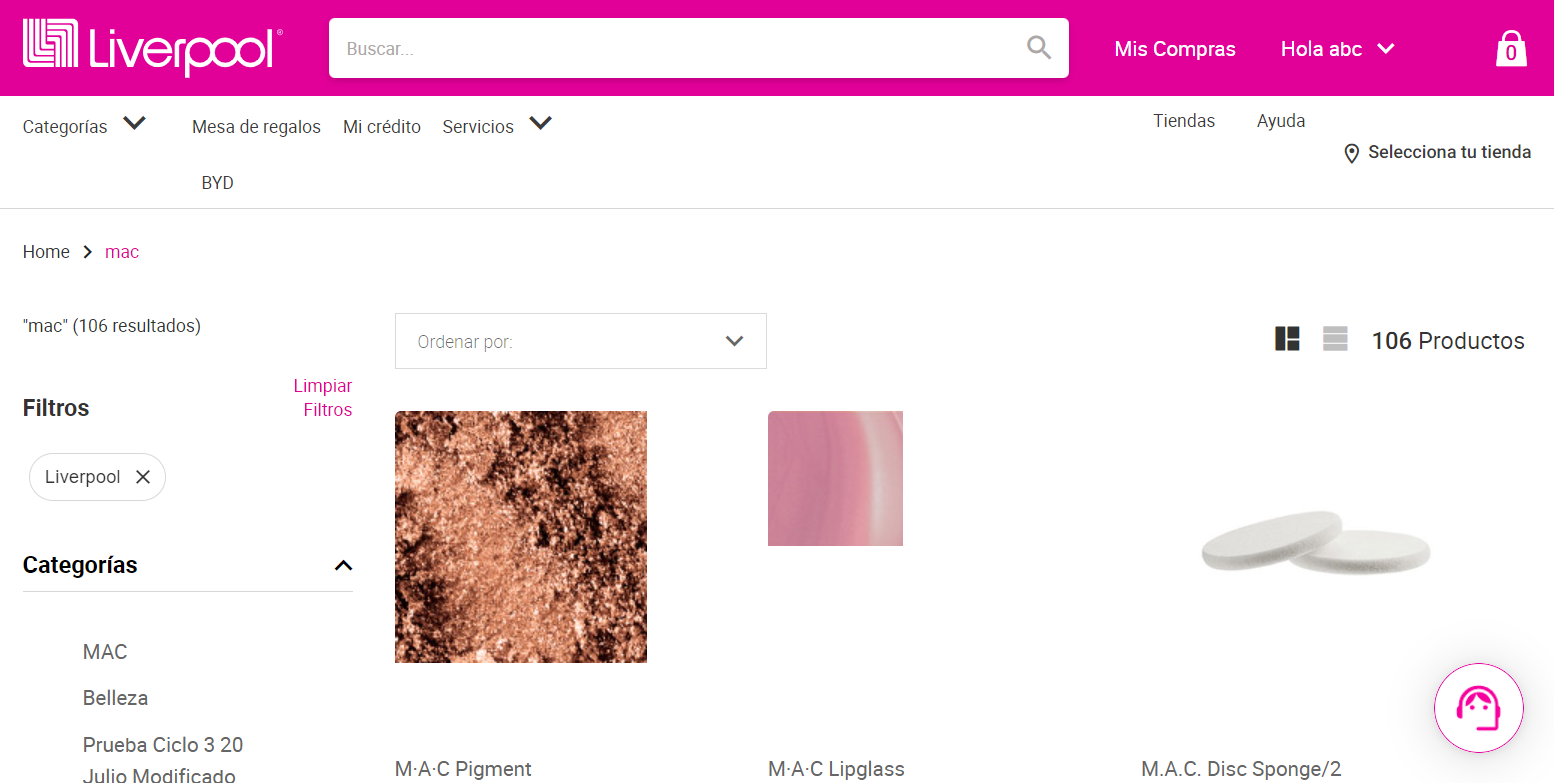 Liverpool®
Buscar...
Mis Compras
Hola abc
0
Categorías
Mesa de regalos
Mi crédito
Servicios
BYD
Tiendas
Ayuda
Selecciona tu tienda
Home
mac
"mac" (106 resultados)
Ordenar por:
106 Productos
Filtros
Limpiar
Filtros
Liverpool
Categorías
MAC
Belleza
Prueba Ciclo 3 20
Julio Modificado
M·A·C Pigment
M·A·C Lipglass
M.A.C. Disc Sponge/2